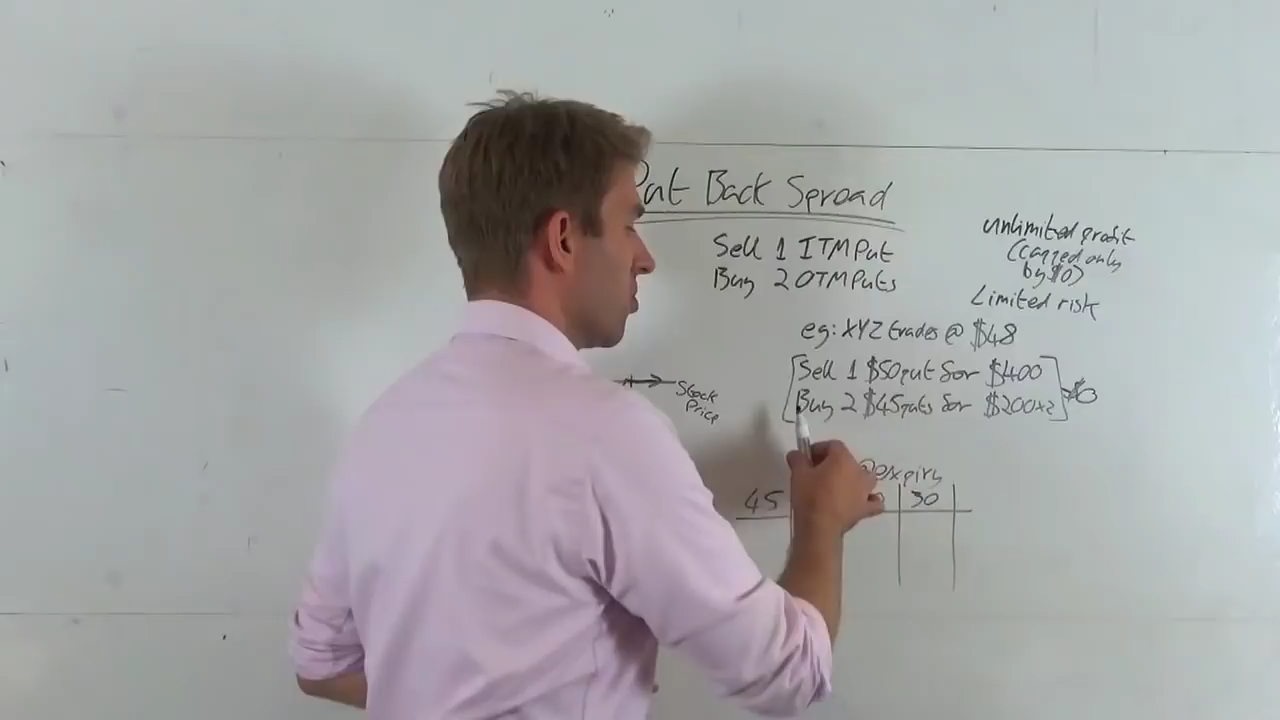 Put Back Spread
Sell 1 ITM Put
Buy 2 OTM Puts
Unlimited profit
(capped only
by $0)
Limited risk
eg: XYZ trades @ $48
Sell 1 $50 put for $400
Buy 2 $45 puts for $200x2
$0
Stock
Price
@expiry
45
30